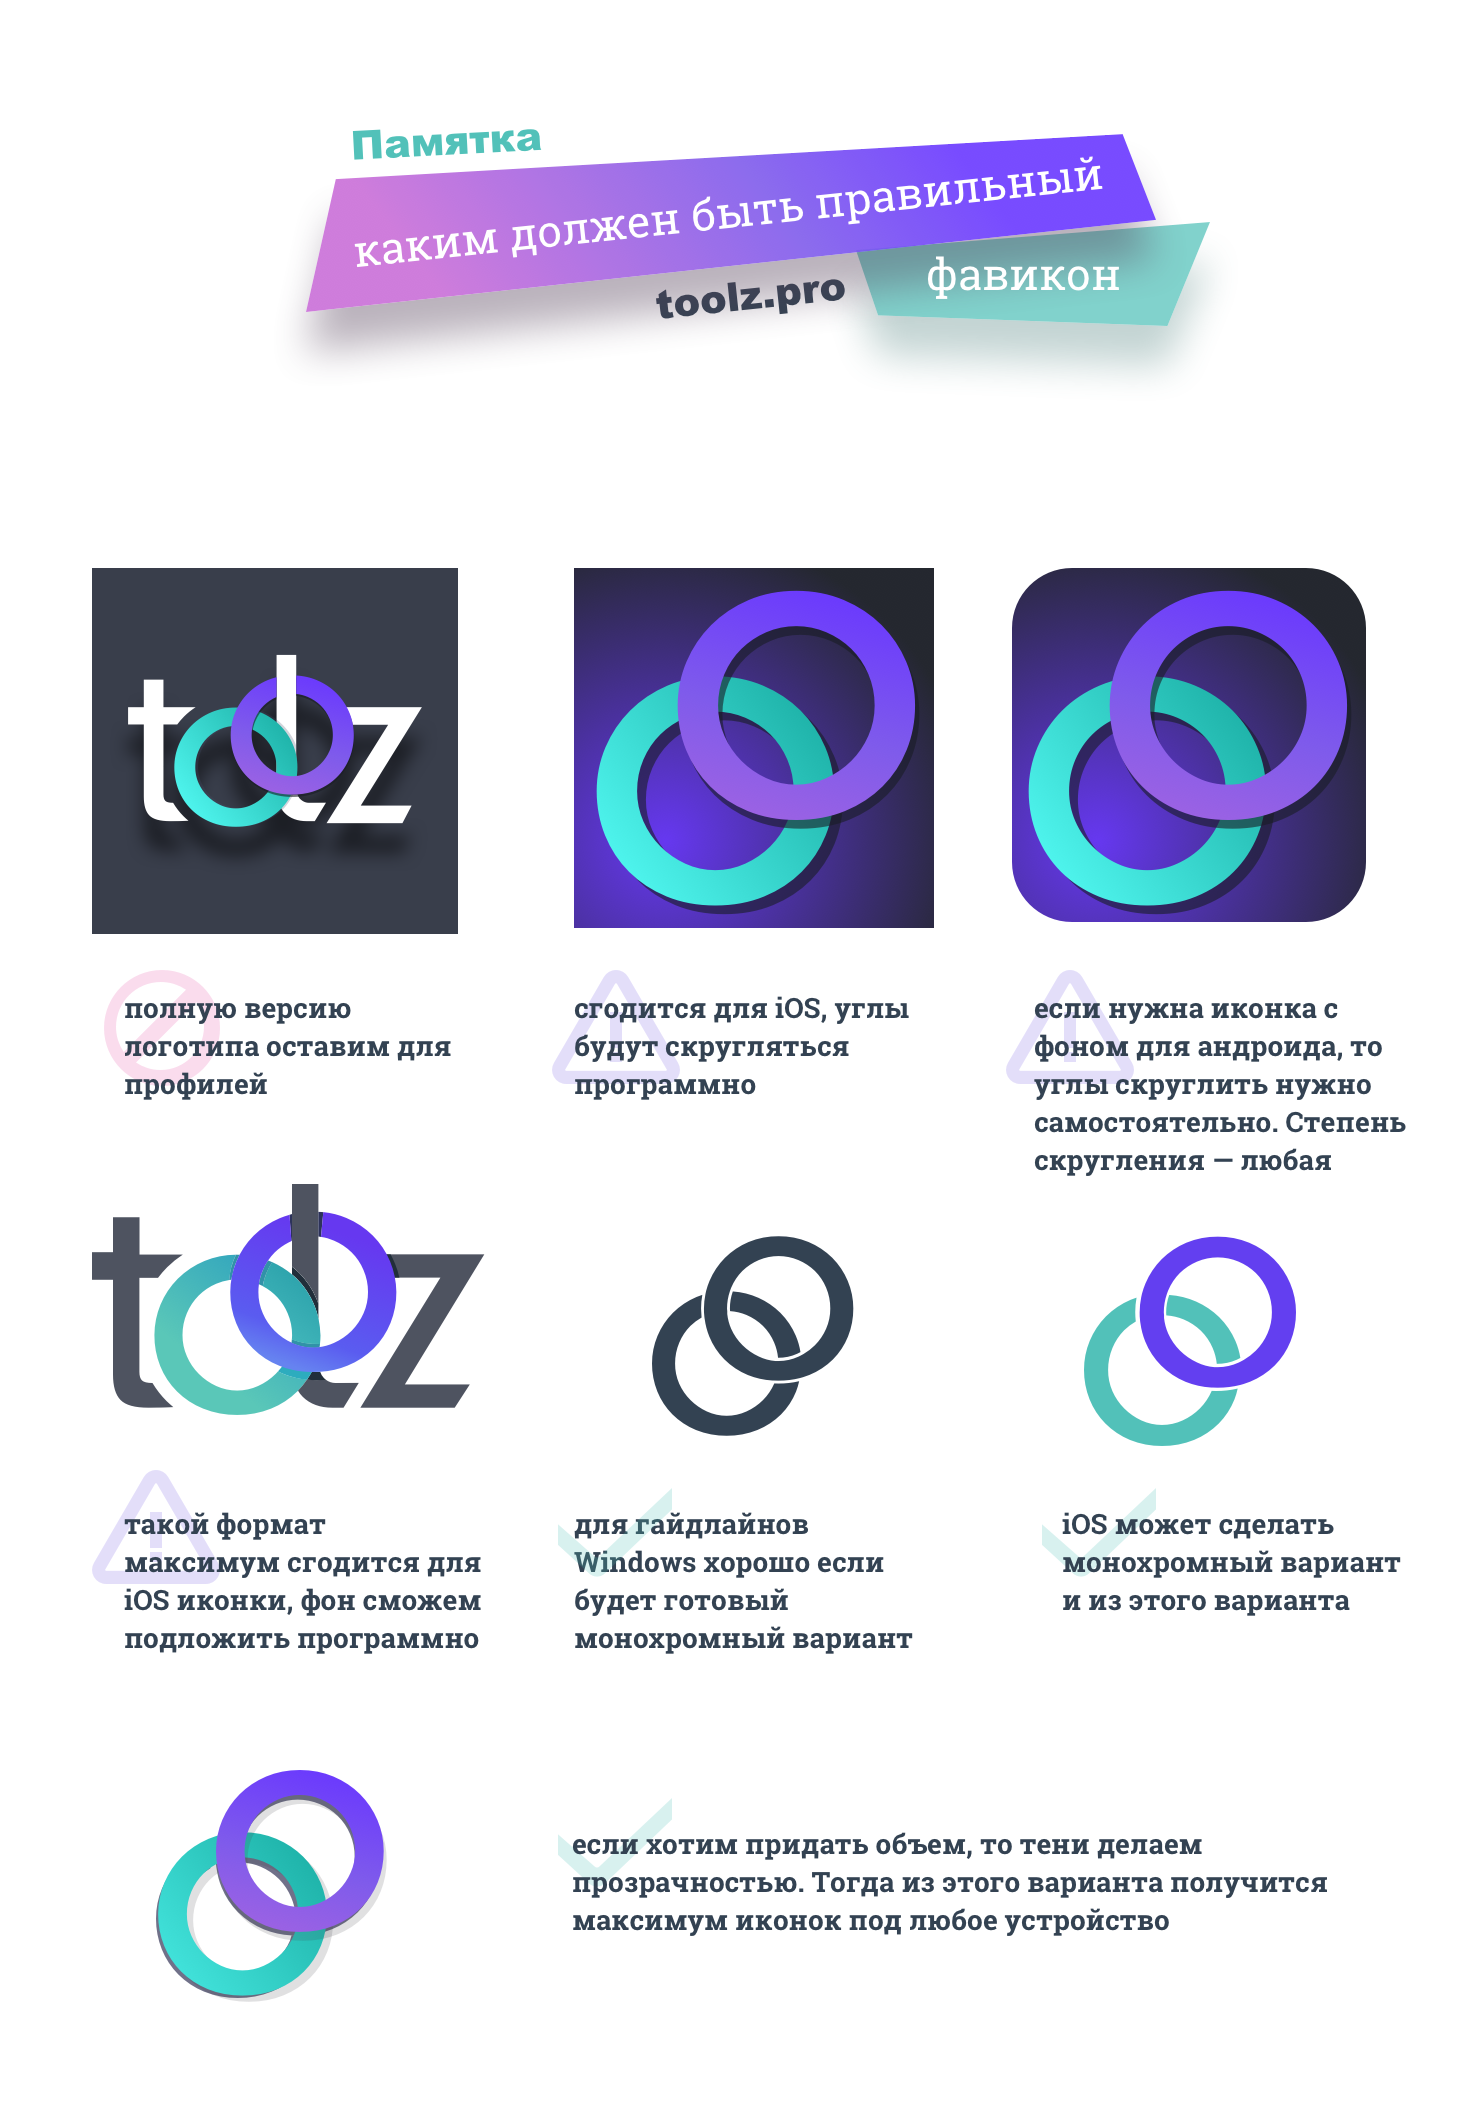 Памятка
каким должен быть правильный
фавикон
toolz.pro
toolz
полную версию
логотипа оставим для
профилей
сгодится для iOS, углы
будут скругляться
программно
если нужна иконка с
фоном для андроида, то
углы скруглить нужно
самостоятельно. Степень
скругления — любая
toolz
такой формат
максимум сгодится для
iOS иконки, фон сможем
подложить программно
для гайдлайнов
Windows хорошо если
будет готовый
монохромный вариант
iOS может сделать
монохромный вариант
и из этого варианта
если хотим придать объем, то тени делаем
прозрачностью. Тогда из этого варианта получится
максимум иконок под любое устройство